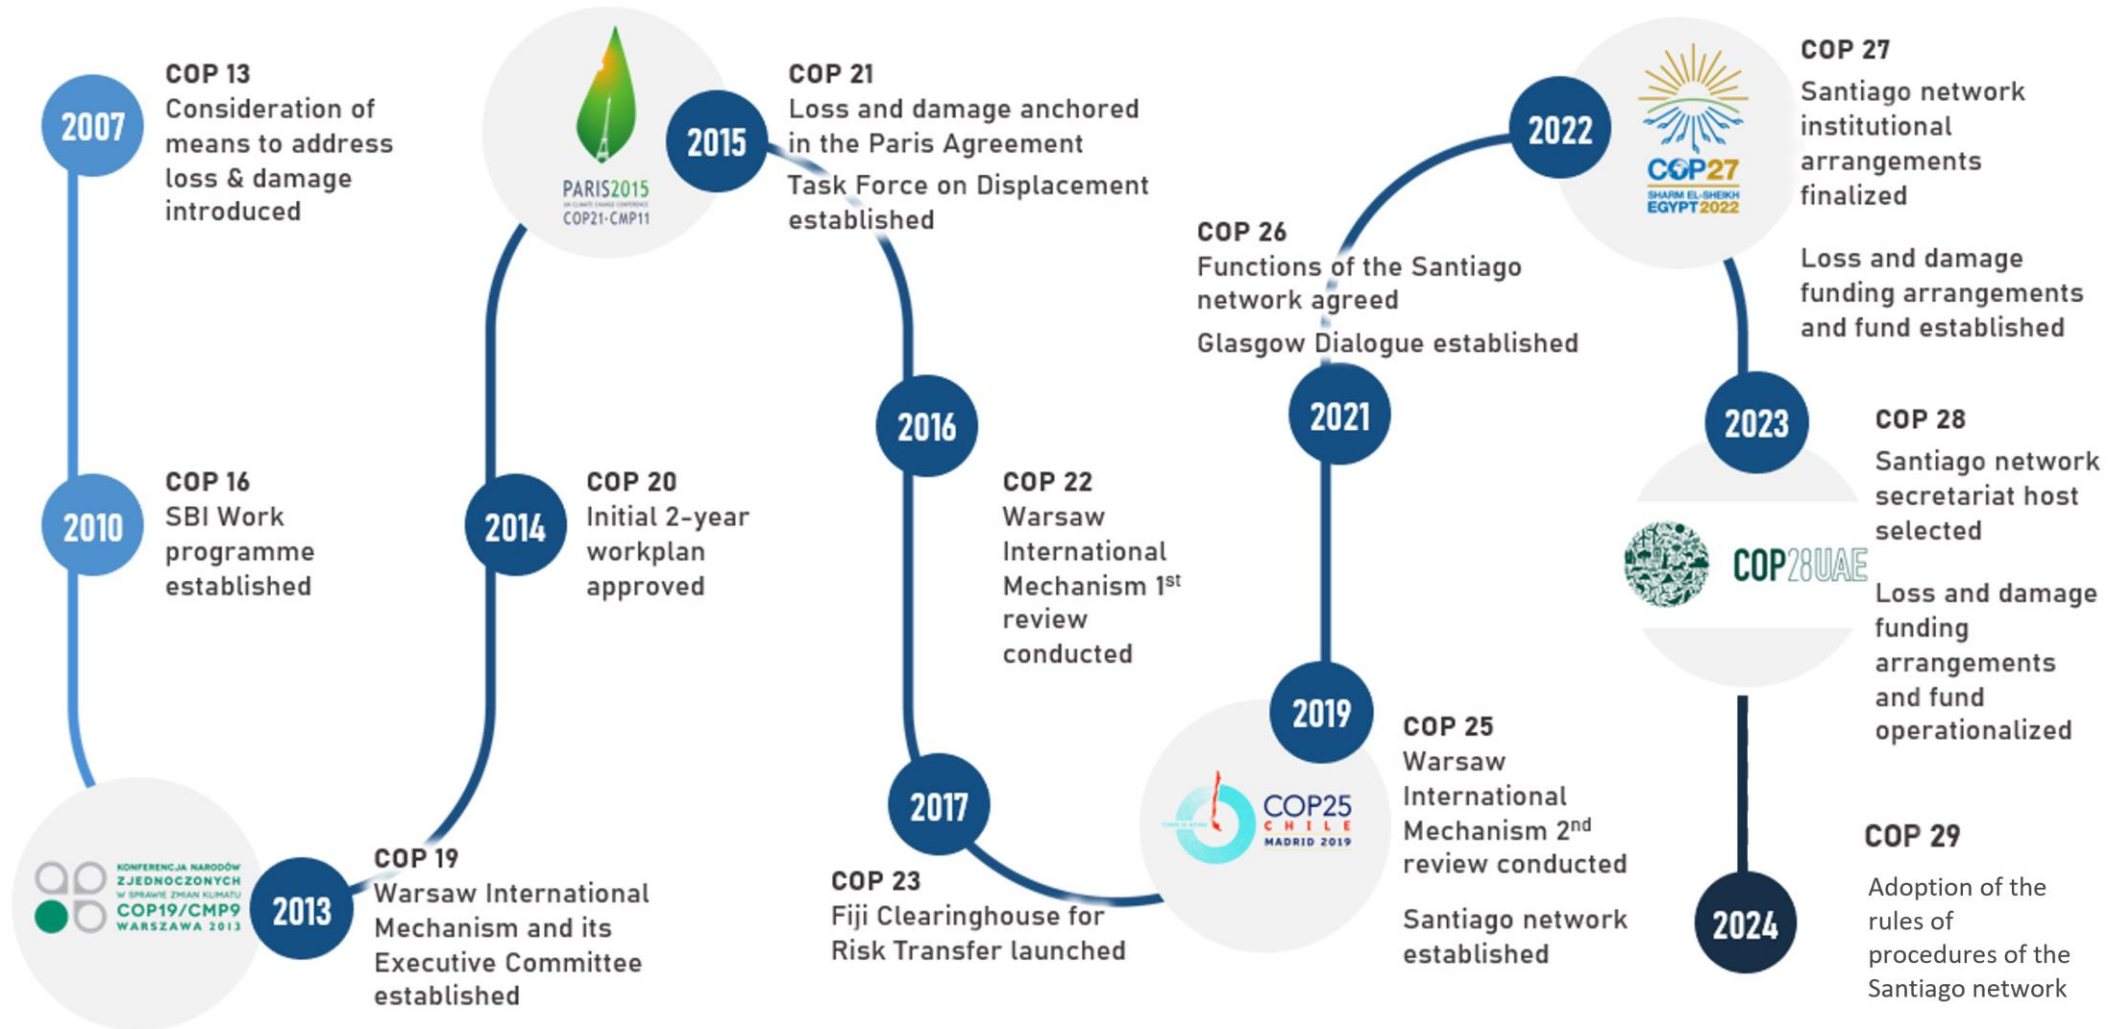 2007
COP 13
Consideration of
means to address
loss & damage
introduced
2010
COP 16
SBI Work
programme
established
KONFERENCJA NARODÓW
ZJEDNOCZONYCH
W SPRAWIE ZMIAN KLIMATU
COP19/CMP9
WARSZAWA 2013
2013
COP 19
Warsaw International
Mechanism and its
Executive Committee
established
2014
COP 20
Initial 2-year
workplan
approved
PARIS2015
UN CLIMATE CHANGE CONFERENCE
COP21·CMP11
2015
COP 21
Loss and damage anchored
in the Paris Agreement
Task Force on Displacement
established
2016
COP 22
Warsaw
International
Mechanism 1st
review
conducted
2017
COP 23
Fiji Clearinghouse for
Risk Transfer launched
COP25
CHILE
MADRID 2019
2019
COP 25
Warsaw
International
Mechanism 2nd
review conducted
Santiago network
established
2021
COP 26
Functions of the Santiago
network agreed
Glasgow Dialogue established
2022
COP27
SHARM EL-SHEIKH
EGYPT 2022
COP 27
Santiago network
institutional
arrangements
finalized
Loss and damage
funding arrangements
and fund established
2023
COP28UAE
COP 28
Santiago network
secretariat host
selected
Loss and damage
funding
arrangements
and fund
operationalized
2024
COP 29
Adoption of the
rules of
procedures of the
Santiago network